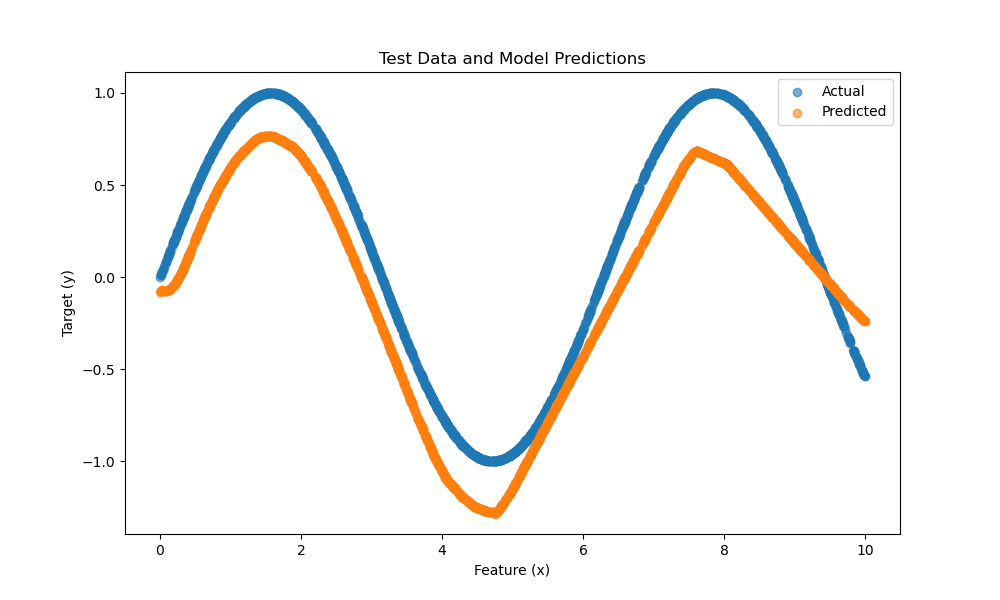 Test Data and Model Predictions
Actual
Predicted
1.0
0.5
0.0
−0.5
−1.0
Target (y)
0 2 4 6 8 10
Feature (x)